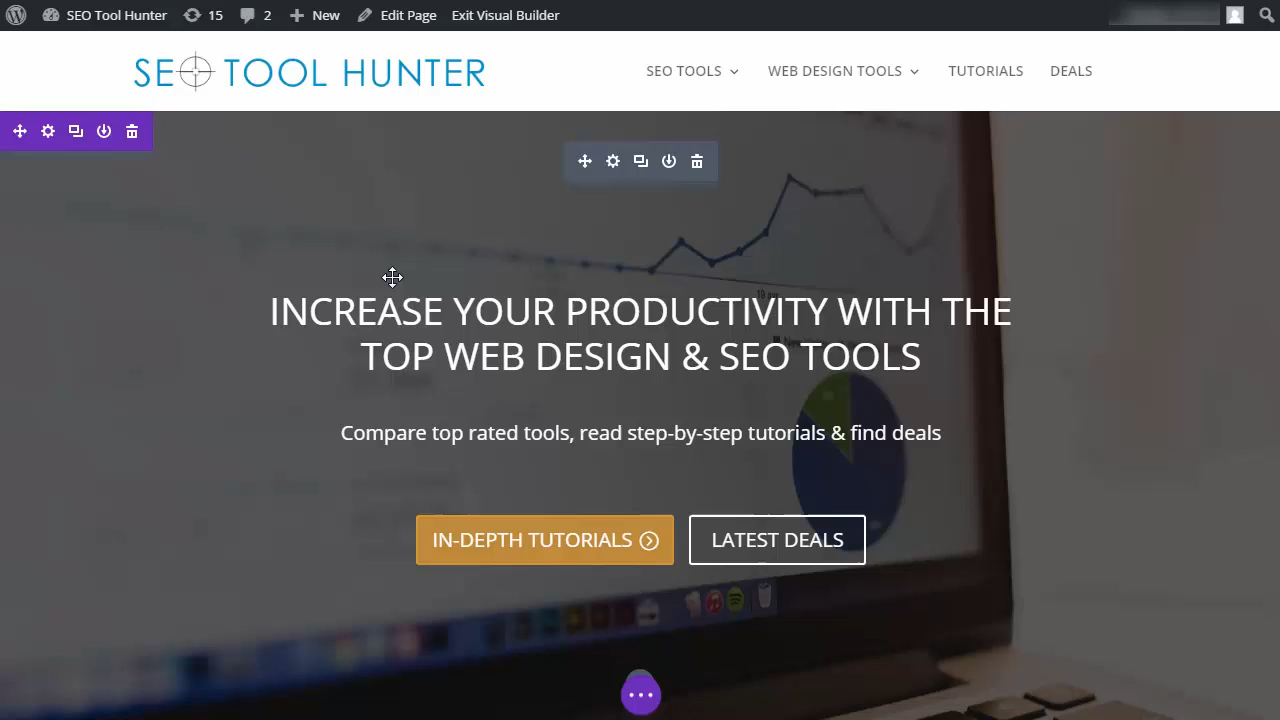 SEO Tool Hunter 15 2 New Edit Page Exit Visual Builder
SEO TOOL HUNTER
SEO TOOLS WEB DESIGN TOOLS TUTORIALS DEALS
INCREASE YOUR PRODUCTIVITY WITH THE
TOP WEB DESIGN & SEO TOOLS
Compare top rated tools, read step-by-step tutorials & find deals
IN-DEPTH TUTORIALS
LATEST DEALS